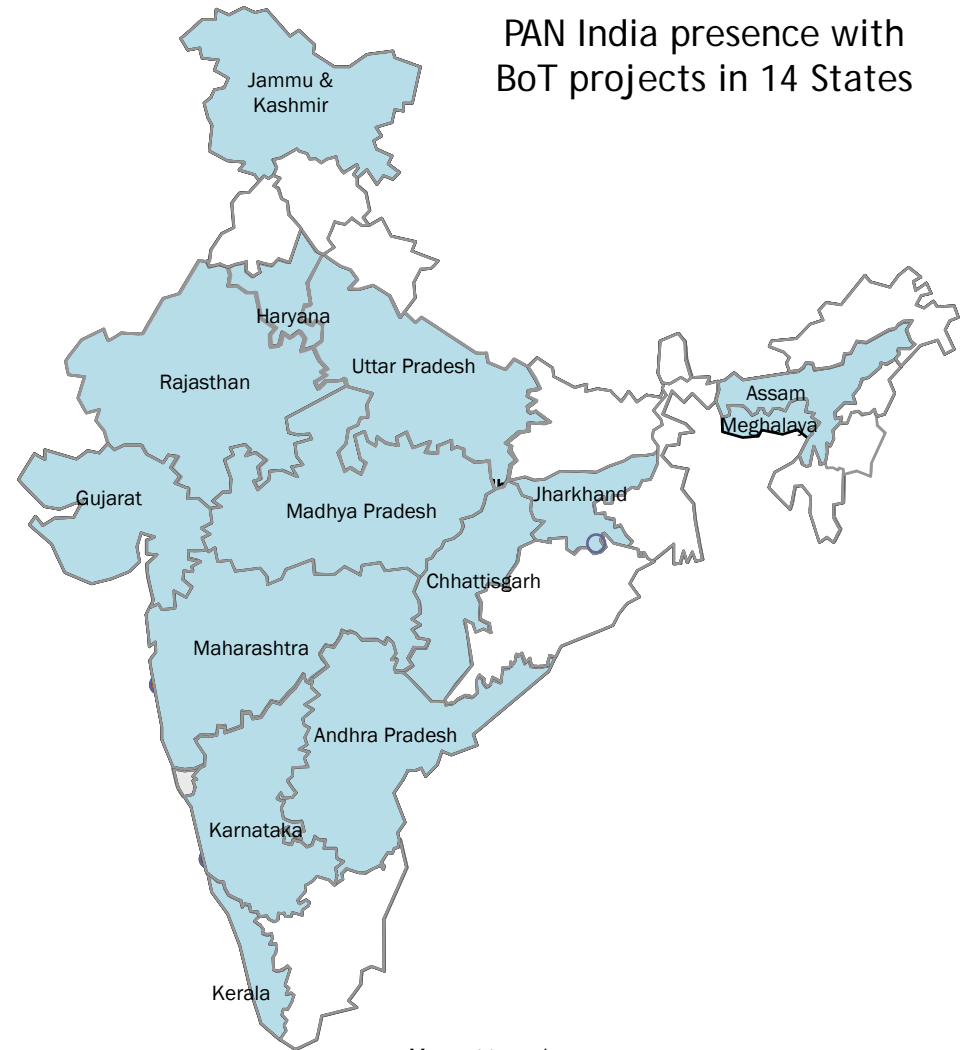 PAN India presence with
BoT projects in 14 States
Jammu &
Kashmir
Haryana
Uttar Pradesh
Rajasthan
Assam
Meghalaya
Gujarat
Jharkhand
Madhya Pradesh
Chhattisgarh
Maharashtra
Andhra Pradesh
Karnataka
Kerala